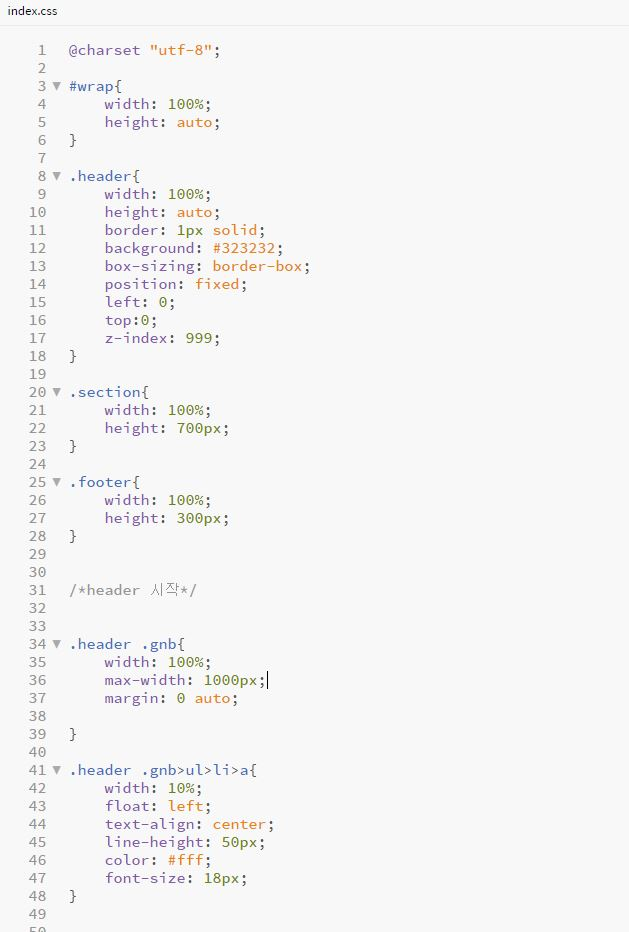 index.css
1 @charset "utf-8";
2
3 ▼ #wrap{
4 width: 100%;
5 height: auto;
6 }
7
8 ▼ .header{
9 width: 100%;
10 height: auto;
11 border: 1px solid;
12 background: #323232;
13 box-sizing: border-box;
14 position: fixed;
15 left: 0;
16 top:0;
17 z-index: 999;
18 }
19
20 ▼ .section{
21 width: 100%;
22 height: 700px;
23 }
24
25 ▼ .footer{
26 width: 100%;
27 height: 300px;
28 }
29
30
31 /*header 시작*/
32
33
34 ▼ .header .gnb{
35 width: 100%;
36 max-width: 1000px;
37 margin: 0 auto;
38
39 }
40
41 ▼ .header .gnb>ul>li>a{
42 width: 10%;
43 float: left;
44 text-align: center;
45 line-height: 50px;
46 color: #fff;
47 font-size: 18px;
48 }
49
50